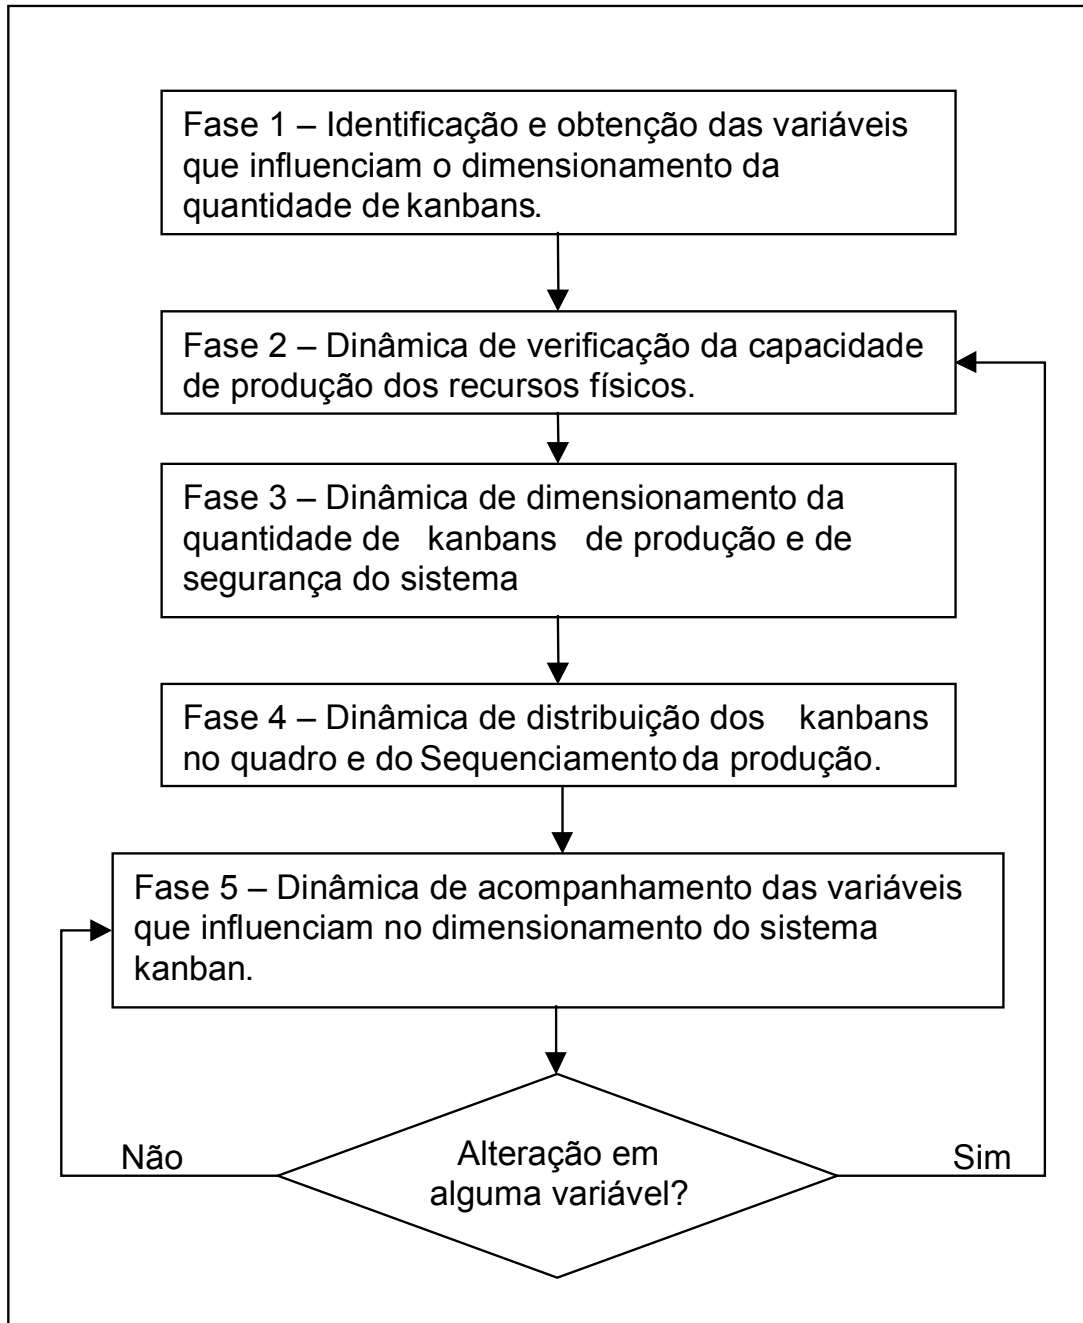 Fase 1 – Identificação e obtenção das variáveis
que influenciam o dimensionamento da
quantidade de kanbans.
Fase 2 – Dinâmica de verificação da capacidade
de produção dos recursos físicos.
Fase 3 – Dinâmica de dimensionamento da
quantidade de kanbans de produção e de
segurança do sistema
Fase 4 – Dinâmica de distribuição dos kanbans
no quadro e do Sequenciamento da produção.
Fase 5 – Dinâmica de acompanhamento das variáveis
que influenciam no dimensionamento do sistema
kanban.
Não
Alteração em
alguma variável?
Sim